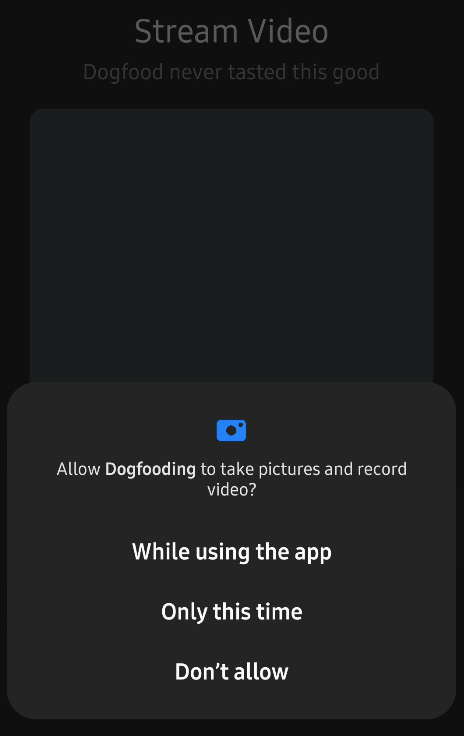 Stream Video
Dogfood never tasted this good
Allow Dogfooding to take pictures and record
video?
While using the app
Only this time
Don’t allow